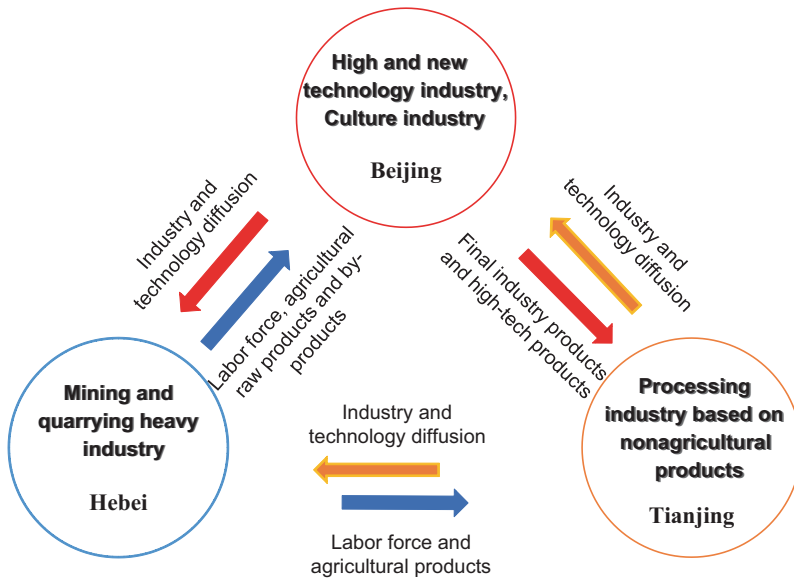 High and new
technology industry,
Culture industry
Beijing
Industry and
technology diffusion
Labor force, agricultural
raw products and by-
products
Final industry products
and high-tech products
Industry and
technology diffusion
Mining and
quarrying heavy
industry
Hebei
Industry and
technology diffusion
Labor force and
agricultural products
Processing
industry based on
nonagricultural
products
Tianjing